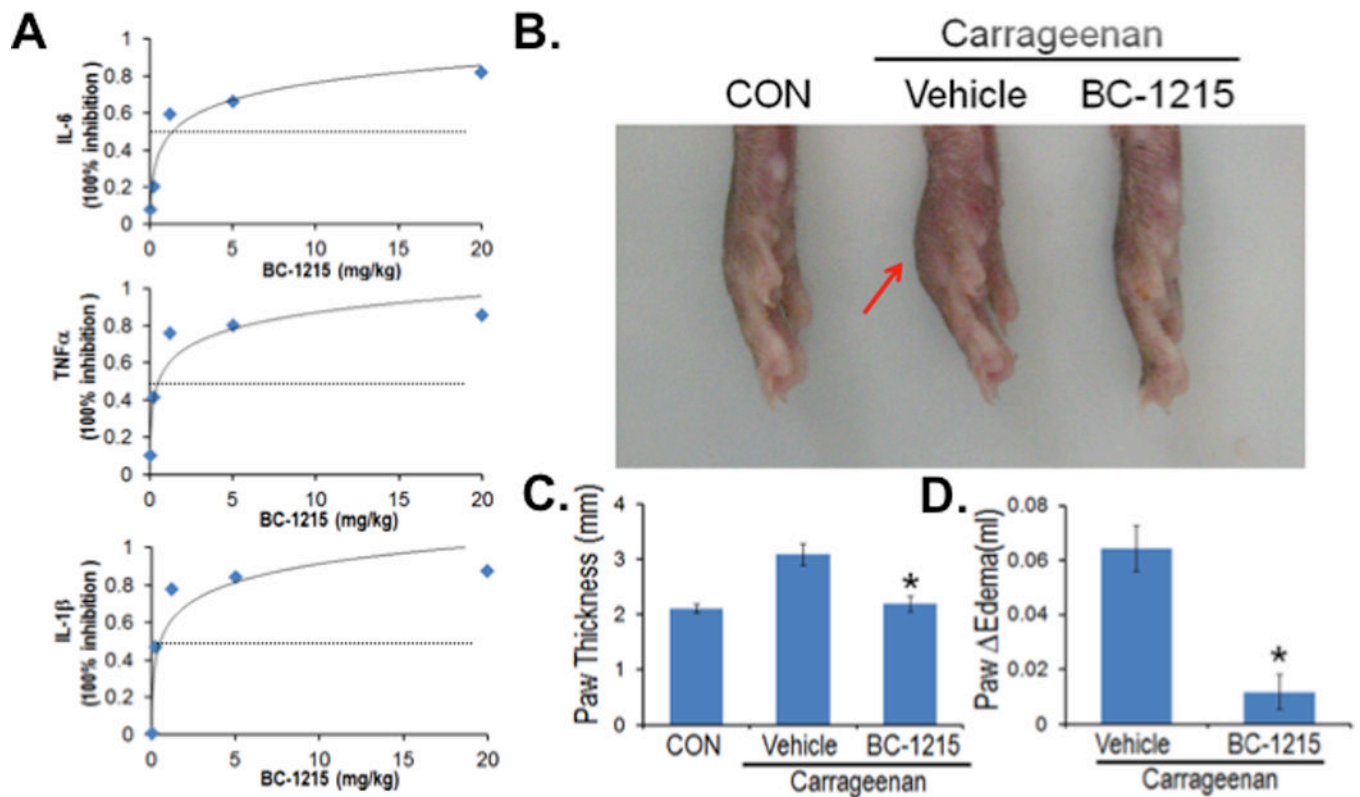 A
IL-6
(100% inhibition )
1
0.8
0.6
0.4
0.2
0
0 5 10 15 20
BC-1215 (mg/kg)
TNFα
(100% inhibition )
1
0.8
0.6
0.4
0.2
0
0 5 10 15 20
BC-1215 (mg/kg)
IL-1β
(100% inhibition )
1
0.8
0.6
0.4
0.2
0
0 5 10 15 20
BC-1215 (mg/kg)
B.
Carrageenan
CON Vehicle BC-1215
C.
Paw Thickness (mm)
4
3
2
1
0
*
CON Vehicle BC-1215
Carrageenan
D.
Paw ΔEdema(ml)
0.08
0.06
0.04
0.02
0
*
Vehicle BC-1215
Carrageenan